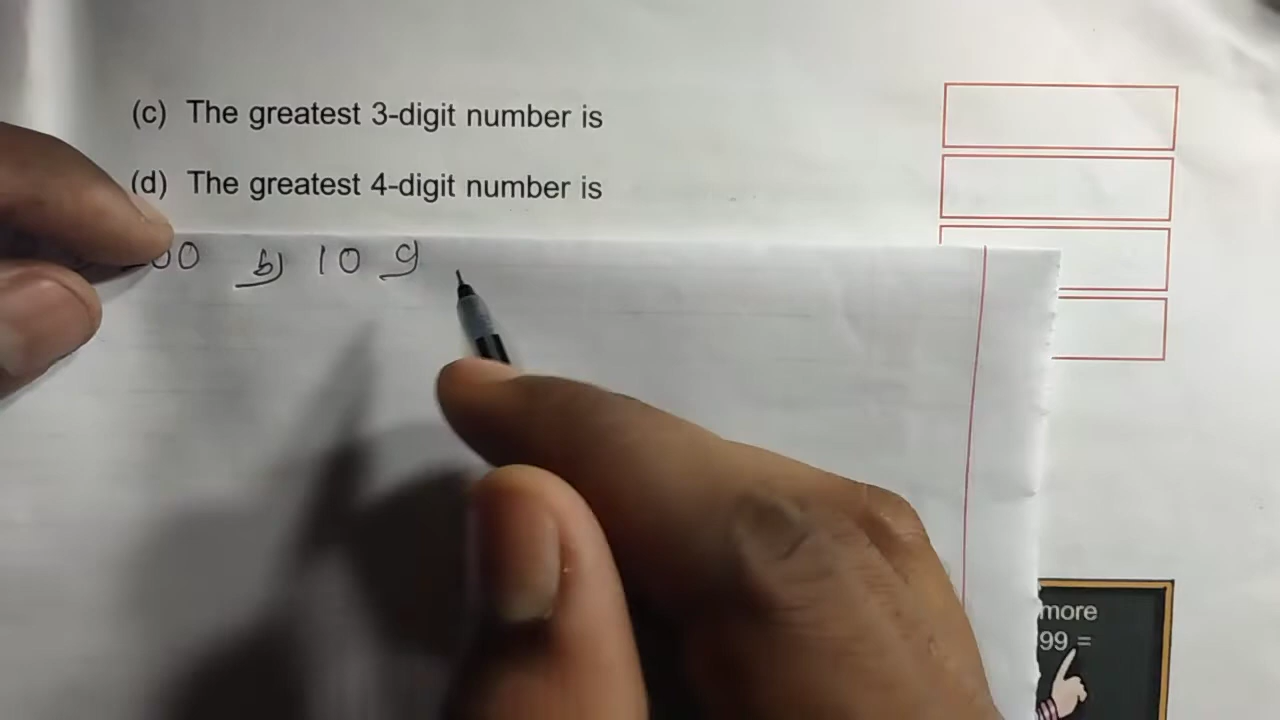 (c) The greatest 3-digit number is
(d) The greatest 4-digit number is
00 b) 10 9
more
99 =